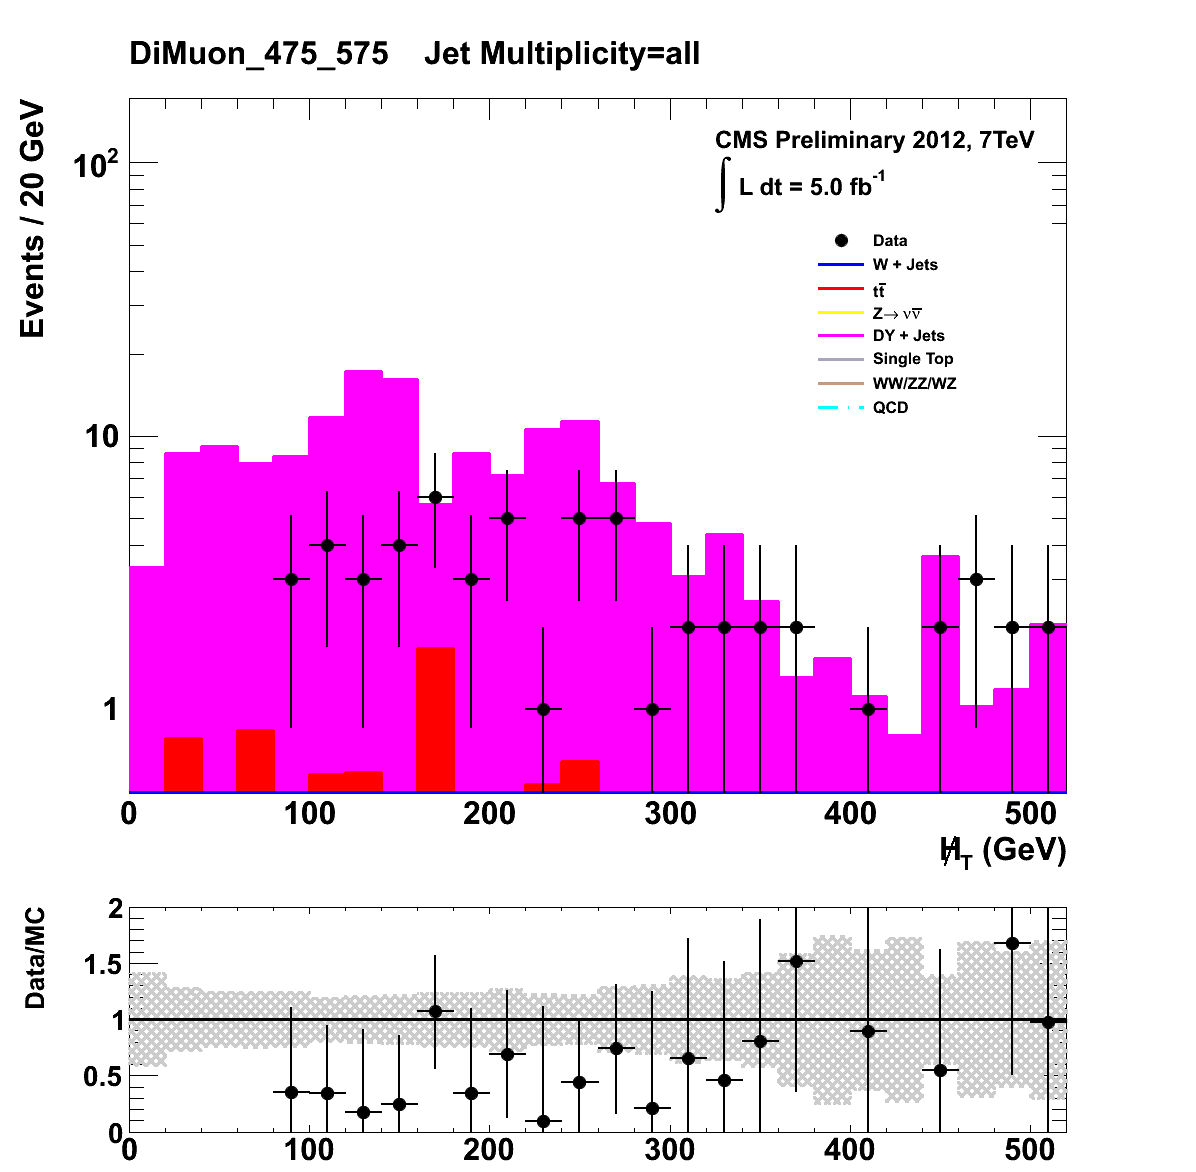 DiMuon_475_575 Jet Multiplicity=all
Events / 20 GeV
CMS Preliminary 2012, 7TeV
∫ L dt = 5.0 fb⁻¹
Data
W + Jets
tt̅
Z→ νν̅
DY + Jets
Single Top
WW/ZZ/WZ
QCD
10²
10
1
0 100 200 300 400 500
H̸_T (GeV)
Data/MC
2
1.5
1
0.5
0
0 100 200 300 400 500